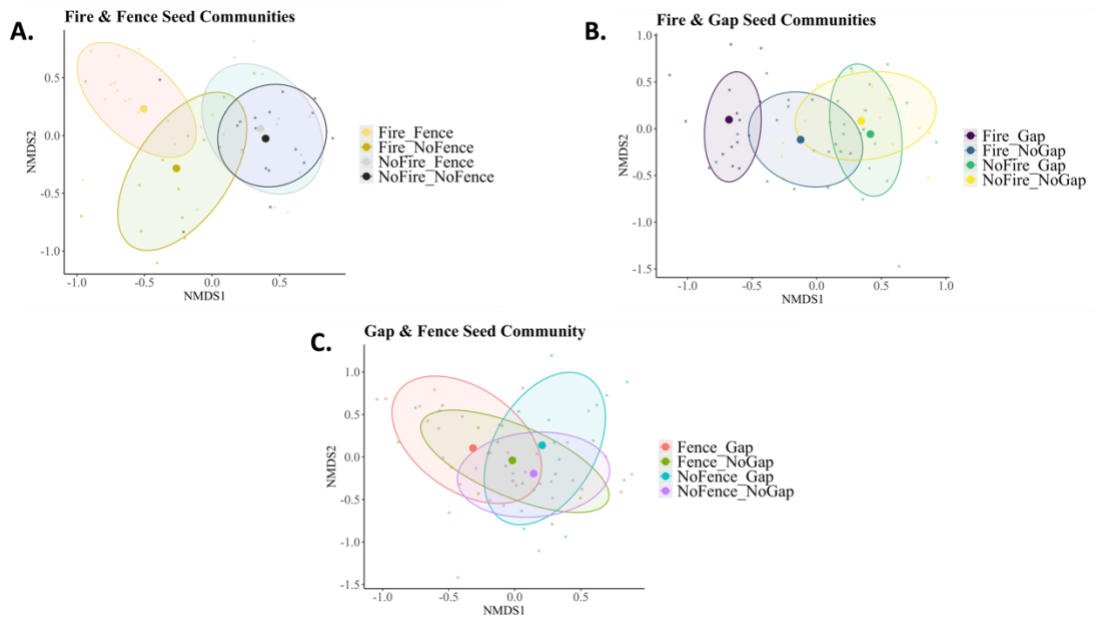 A.
Fire & Fence Seed Communities
0.5
0.0
-0.5
-1.0
NMDS2
-1.0
-0.5
0.0
0.5
NMDS1
Fire_Fence
Fire_NoFence
NoFire_Fence
NoFire_NoFence
B.
Fire & Gap Seed Communities
1.0
0.5
0.0
-0.5
-1.0
-1.5
NMDS2
-1.0
-0.5
0.0
0.5
1.0
NMDS1
Fire_Gap
Fire_NoGap
NoFire_Gap
NoFire_NoGap
C.
Gap & Fence Seed Community
1.0
0.5
0.0
-0.5
-1.0
-1.5
NMDS2
-1.0
-0.5
0.0
0.5
NMDS1
Fence_Gap
Fence_NoGap
NoFence_Gap
NoFence_NoGap